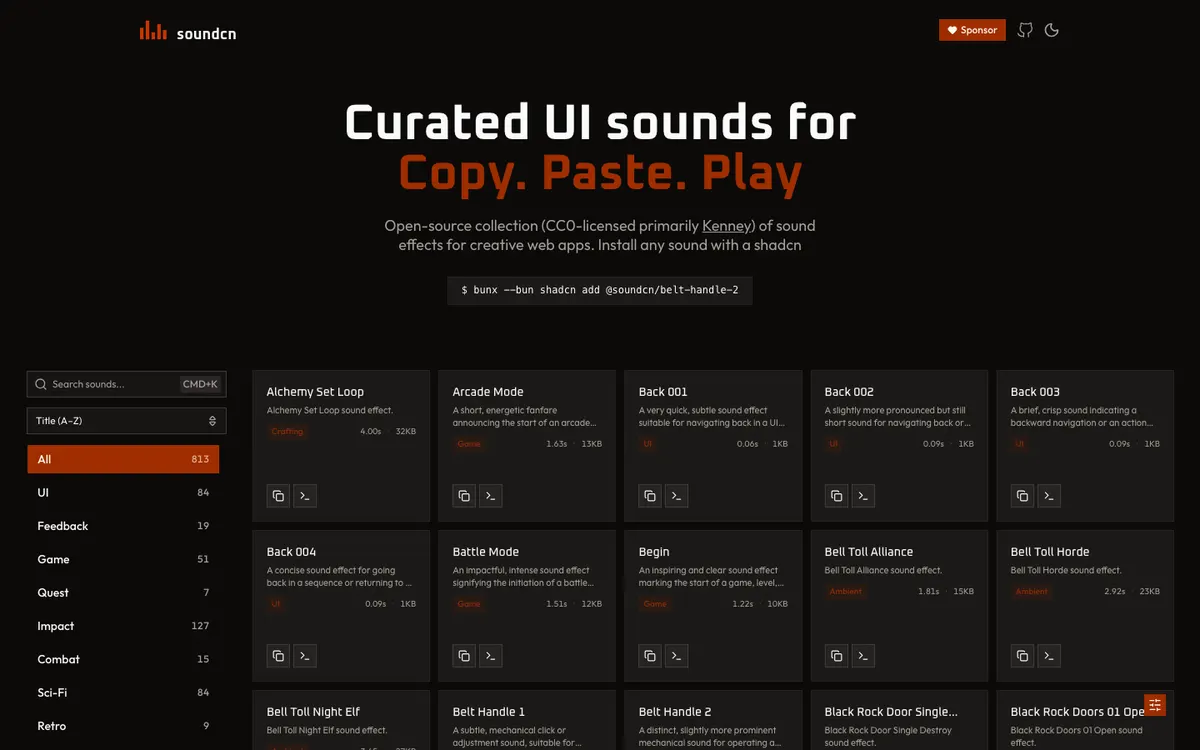 soundcn
Sponsor
Curated UI sounds for
Copy. Paste. Play
Open-source collection (CC0-licensed primarily Kenney) of sound
effects for creative web apps. Install any sound with a shadcn
$ bunx --bun shadcn add @soundcn/belt-handle-2
Search sounds...
CMD+K
Title (A-Z)
All 813
UI 84
Feedback 19
Game 51
Quest 7
Impact 127
Combat 15
Sci-Fi 84
Retro 9
Alchemy Set Loop
Alchemy Set Loop sound effect.
Crafting 4.00s · 32KB
Arcade Mode
A short, energetic fanfare
announcing the start of an arcade...
Game 1.63s · 13KB
Back 001
A very quick, subtle sound effect
suitable for navigating back in a UI...
UI 0.06s · 1KB
Back 002
A slightly more pronounced but still
short sound for navigating back or...
UI 0.09s · 1KB
Back 003
A brief, crisp sound indicating a
backward navigation or an action...
UI 0.09s · 1KB
Back 004
A concise sound effect for going
back in a sequence or returning to ...
UI 0.09s · 1KB
Battle Mode
An impactful, intense sound effect
signifying the initiation of a battle...
Game 1.51s · 12KB
Begin
An inspiring and clear sound effect
marking the start of a game, level,...
Game 1.22s · 10KB
Bell Toll Alliance
Bell Toll Alliance sound effect.
Ambient 1.81s · 15KB
Bell Toll Horde
Bell Toll Horde sound effect.
Ambient 2.92s · 23KB
Bell Toll Night Elf
Bell Toll Night Elf sound effect.
Belt Handle 1
A subtle, mechanical click or
adjustment sound, suitable for...
Belt Handle 2
A distinct, slightly more prominent
mechanical sound for operating a...
Black Rock Door Single...
Black Rock Door Single Destroy
sound effect.
Black Rock Doors 01 Ope
Black Rock Doors 01 Open sound
effect.